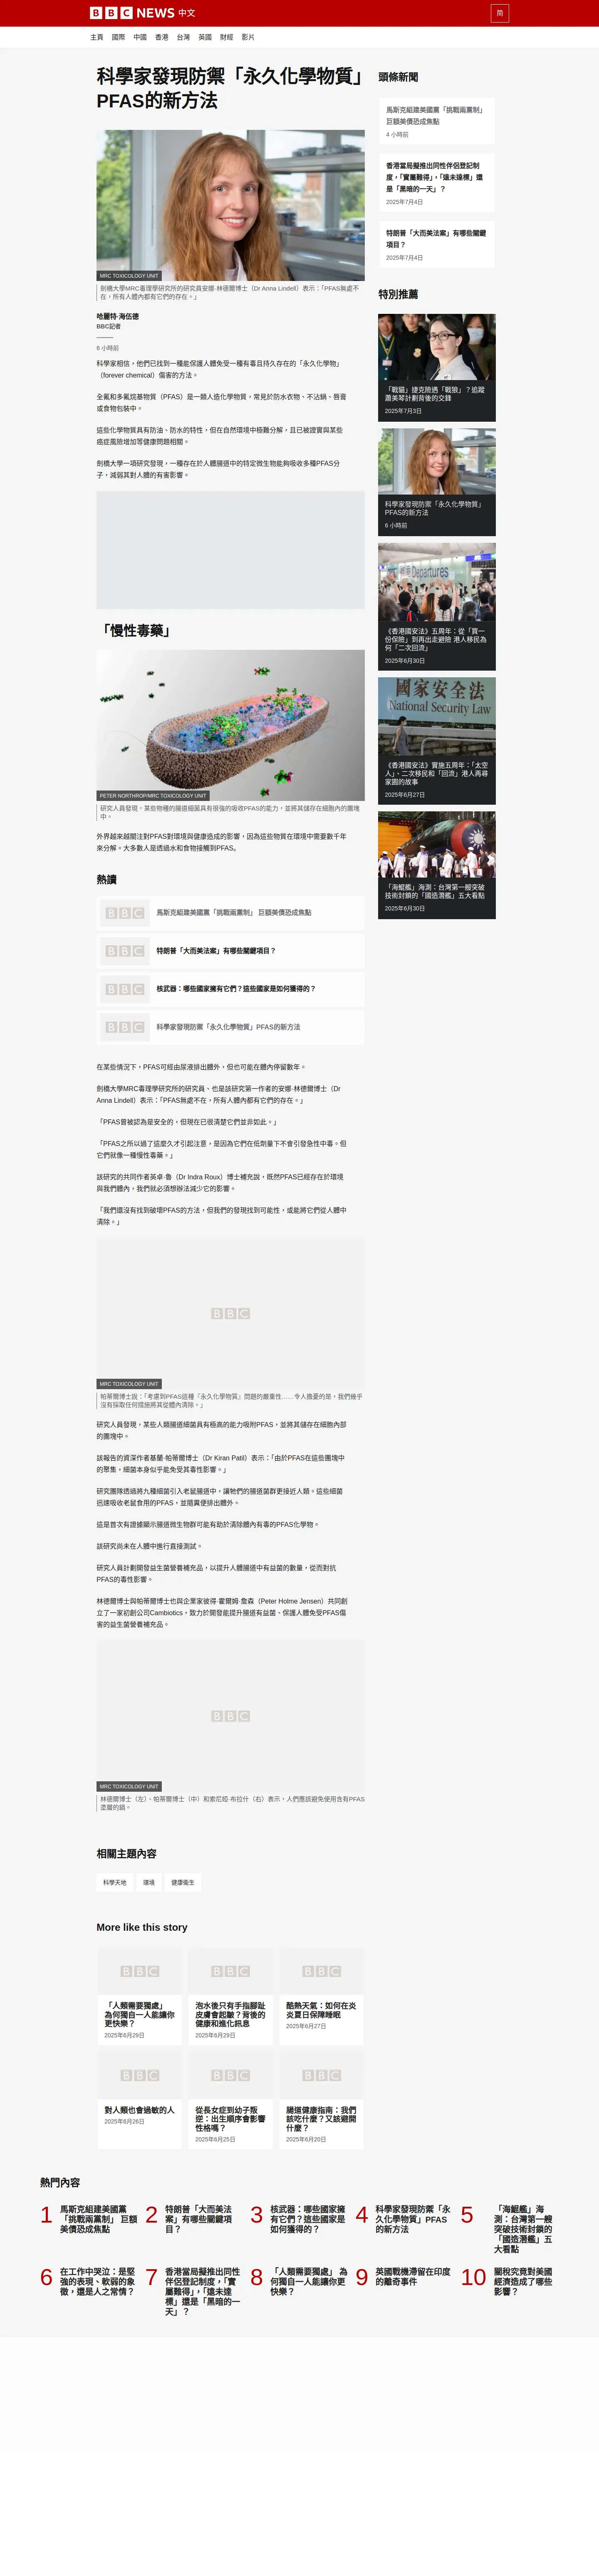 BBC NEWS 中文
简
主頁 國際 中國 香港 台灣 英國 財經 影片
科學家發現防禦「永久化學物質」
PFAS的新方法
MRC TOXICOLOGY UNIT
劍橋大學MRC毒理學研究所的研究員安娜·林德爾博士（Dr Anna Lindell）表示：「PFAS無處不
在，所有人體內都有它們的存在。」
哈麗特·海伍德
BBC記者
6 小時前
科學家相信，他們已找到一種能保護人體免受一種有毒且持久存在的「永久化學物」
（forever chemical）傷害的方法。
全氟和多氟烷基物質（PFAS）是一類人造化學物質，常見於防水衣物、不沾鍋、唇膏
或食物包裝中。
這些化學物質具有防油、防水的特性，但在自然環境中極難分解，且已被證實與某些
癌症風險增加等健康問題相關。
劍橋大學一項研究發現，一種存在於人體腸道中的特定微生物能夠吸收多種PFAS分
子，減弱其對人體的有害影響。
「慢性毒藥」
PETER NORTHROP/MRC TOXICOLOGY UNIT
研究人員發現，某些物種的腸道細菌具有很強的吸收PFAS的能力，並將其儲存在細胞內的團塊
中。
外界越來越關注對PFAS對環境與健康造成的影響，因為這些物質在環境中需要數千年
來分解。大多數人是透過水和食物接觸到PFAS。
熱讀
BBC
馬斯克組建美國黨「挑戰兩黨制」 巨額美債恐成焦點
BBC
特朗普「大而美法案」有哪些關鍵項目？
BBC
核武器：哪些國家擁有它們？這些國家是如何獲得的？
BBC
科學家發現防禦「永久化學物質」PFAS的新方法
在某些情況下，PFAS可經由尿液排出體外，但也可能在體內停留數年。
劍橋大學MRC毒理學研究所的研究員、也是該研究第一作者的安娜·林德爾博士（Dr
Anna Lindell）表示：「PFAS無處不在，所有人體內都有它們的存在。」
「PFAS曾被認為是安全的，但現在已很清楚它們並非如此。」
「PFAS之所以過了這麼久才引起注意，是因為它們在低劑量下不會引發急性中毒。但
它們就像一種慢性毒藥。」
該研究的共同作者英卓·魯（Dr Indra Roux）博士補充說，既然PFAS已經存在於環境
與我們體內，我們就必須想辦法減少它的影響。
「我們還沒有找到破壞PFAS的方法，但我們的發現找到可能性，或能將它們從人體中
清除。」
BBC
MRC TOXICOLOGY UNIT
帕蒂爾博士說：「考慮到PFAS這種『永久化學物質』問題的嚴重性……令人擔憂的是，我們幾乎
沒有採取任何措施將其從體內清除。」
研究人員發現，某些人類腸道細菌具有極高的能力吸附PFAS，並將其儲存在細胞內部
的團塊中。
該報告的資深作者基蘭·帕蒂爾博士（Dr Kiran Patil）表示：「由於PFAS在這些團塊中
的聚集，細菌本身似乎能免受其毒性影響。」
研究團隊透過將九種細菌引入老鼠腸道中，讓牠們的腸道菌群更接近人類。這些細菌
迅速吸收老鼠食用的PFAS，並隨糞便排出體外。
這是首次有證據顯示腸道微生物群可能有助於清除體內有毒的PFAS化學物。
該研究尚未在人體中進行直接測試。
研究人員計劃開發益生菌營養補充品，以提升人體腸道中有益菌的數量，從而對抗
PFAS的毒性影響。
林德爾博士與帕蒂爾博士也與企業家彼得·霍爾姆·詹森（Peter Holme Jensen）共同創
立了一家初創公司Cambiotics，致力於開發能提升腸道有益菌、保護人體免受PFAS傷
害的益生菌營養補充品。
BBC
MRC TOXICOLOGY UNIT
林德爾博士（左）、帕蒂爾博士（中）和索尼婭·布拉什（右）表示，人們應該避免使用含有PFAS
塗層的鍋。
相關主題內容
科學天地 環境 健康衛生
More like this story
BBC
「人類需要獨處」
為何獨自一人能讓你
更快樂？
2025年6月29日
BBC
泡水後只有手指腳趾
皮膚會起皺？背後的
健康和進化訊息
2025年6月29日
BBC
酷熱天氣：如何在炎
炎夏日保障睡眠
2025年6月27日
BBC
對人類也會過敏的人
2025年6月26日
BBC
從長女症到幼子叛
逆：出生順序會影響
性格嗎？
2025年6月25日
BBC
腸道健康指南：我們
該吃什麼？又該避開
什麼？
2025年6月20日
頭條新聞
馬斯克組建美國黨「挑戰兩黨制」
巨額美債恐成焦點
4 小時前
香港當局擬推出同性伴侶登記制
度，「實屬難得」，「遠未達標」還
是「黑暗的一天」？
2025年7月4日
特朗普「大而美法案」有哪些關鍵
項目？
2025年7月4日
特別推薦
「戰貓」捷克險遇「戰狼」？追蹤
蕭美琴計劃背後的交鋒
2025年7月3日
科學家發現防禦「永久化學物質」
PFAS的新方法
6 小時前
Departures
《香港國安法》五周年：從「買一
份保險」到再出走避險 港人移民為
何「二次回流」
2025年6月30日
國家安全法
National Security Law
《香港國安法》實施五周年：「太空
人」、二次移民和「回流」港人再尋
家園的故事
2025年6月27日
「海鯤艦」海測：台灣第一艘突破
技術封鎖的「國造潛艦」五大看點
2025年6月30日
熱門內容
1
馬斯克組建美國黨
「挑戰兩黨制」 巨額
美債恐成焦點
2
特朗普「大而美法
案」有哪些關鍵項
目？
3
核武器：哪些國家擁
有它們？這些國家是
如何獲得的？
4
科學家發現防禦「永
久化學物質」PFAS
的新方法
5
「海鯤艦」海
測：台灣第一艘
突破技術封鎖的
「國造潛艦」五
大看點
6
在工作中哭泣：是堅
強的表現、軟弱的象
徵，還是人之常情？
7
香港當局擬推出同性
伴侶登記制度，「實
屬難得」，「遠未達
標」還是「黑暗的一
天」？
8
「人類需要獨處」 為
何獨自一人能讓你更
快樂？
9
英國戰機滯留在印度
的離奇事件
10
關稅究竟對美國
經濟造成了哪些
影響？